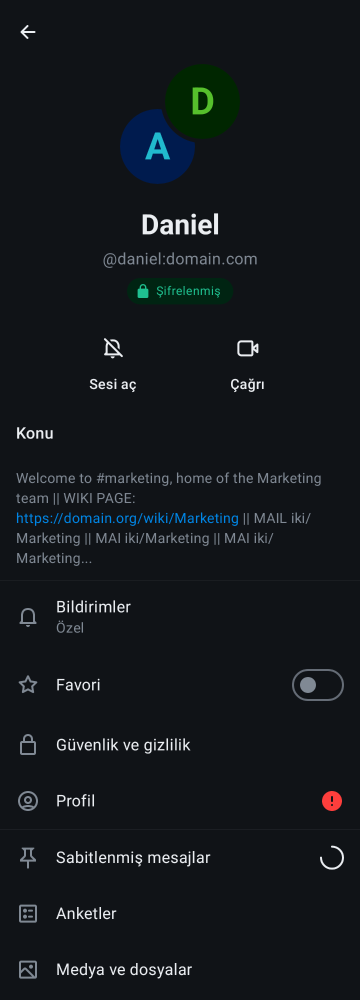 D
A
Daniel
@daniel:domain.com
Şifrelenmiş
Sesi aç
Çağrı
Konu
Welcome to #marketing, home of the Marketing
team || WIKI PAGE:
https://domain.org/wiki/Marketing || MAIL iki/
Marketing || MAI iki/Marketing || MAI iki/
Marketing...
Bildirimler
Özel
Favori
Güvenlik ve gizlilik
Profil
Sabitlenmiş mesajlar
Anketler
Medya ve dosyalar